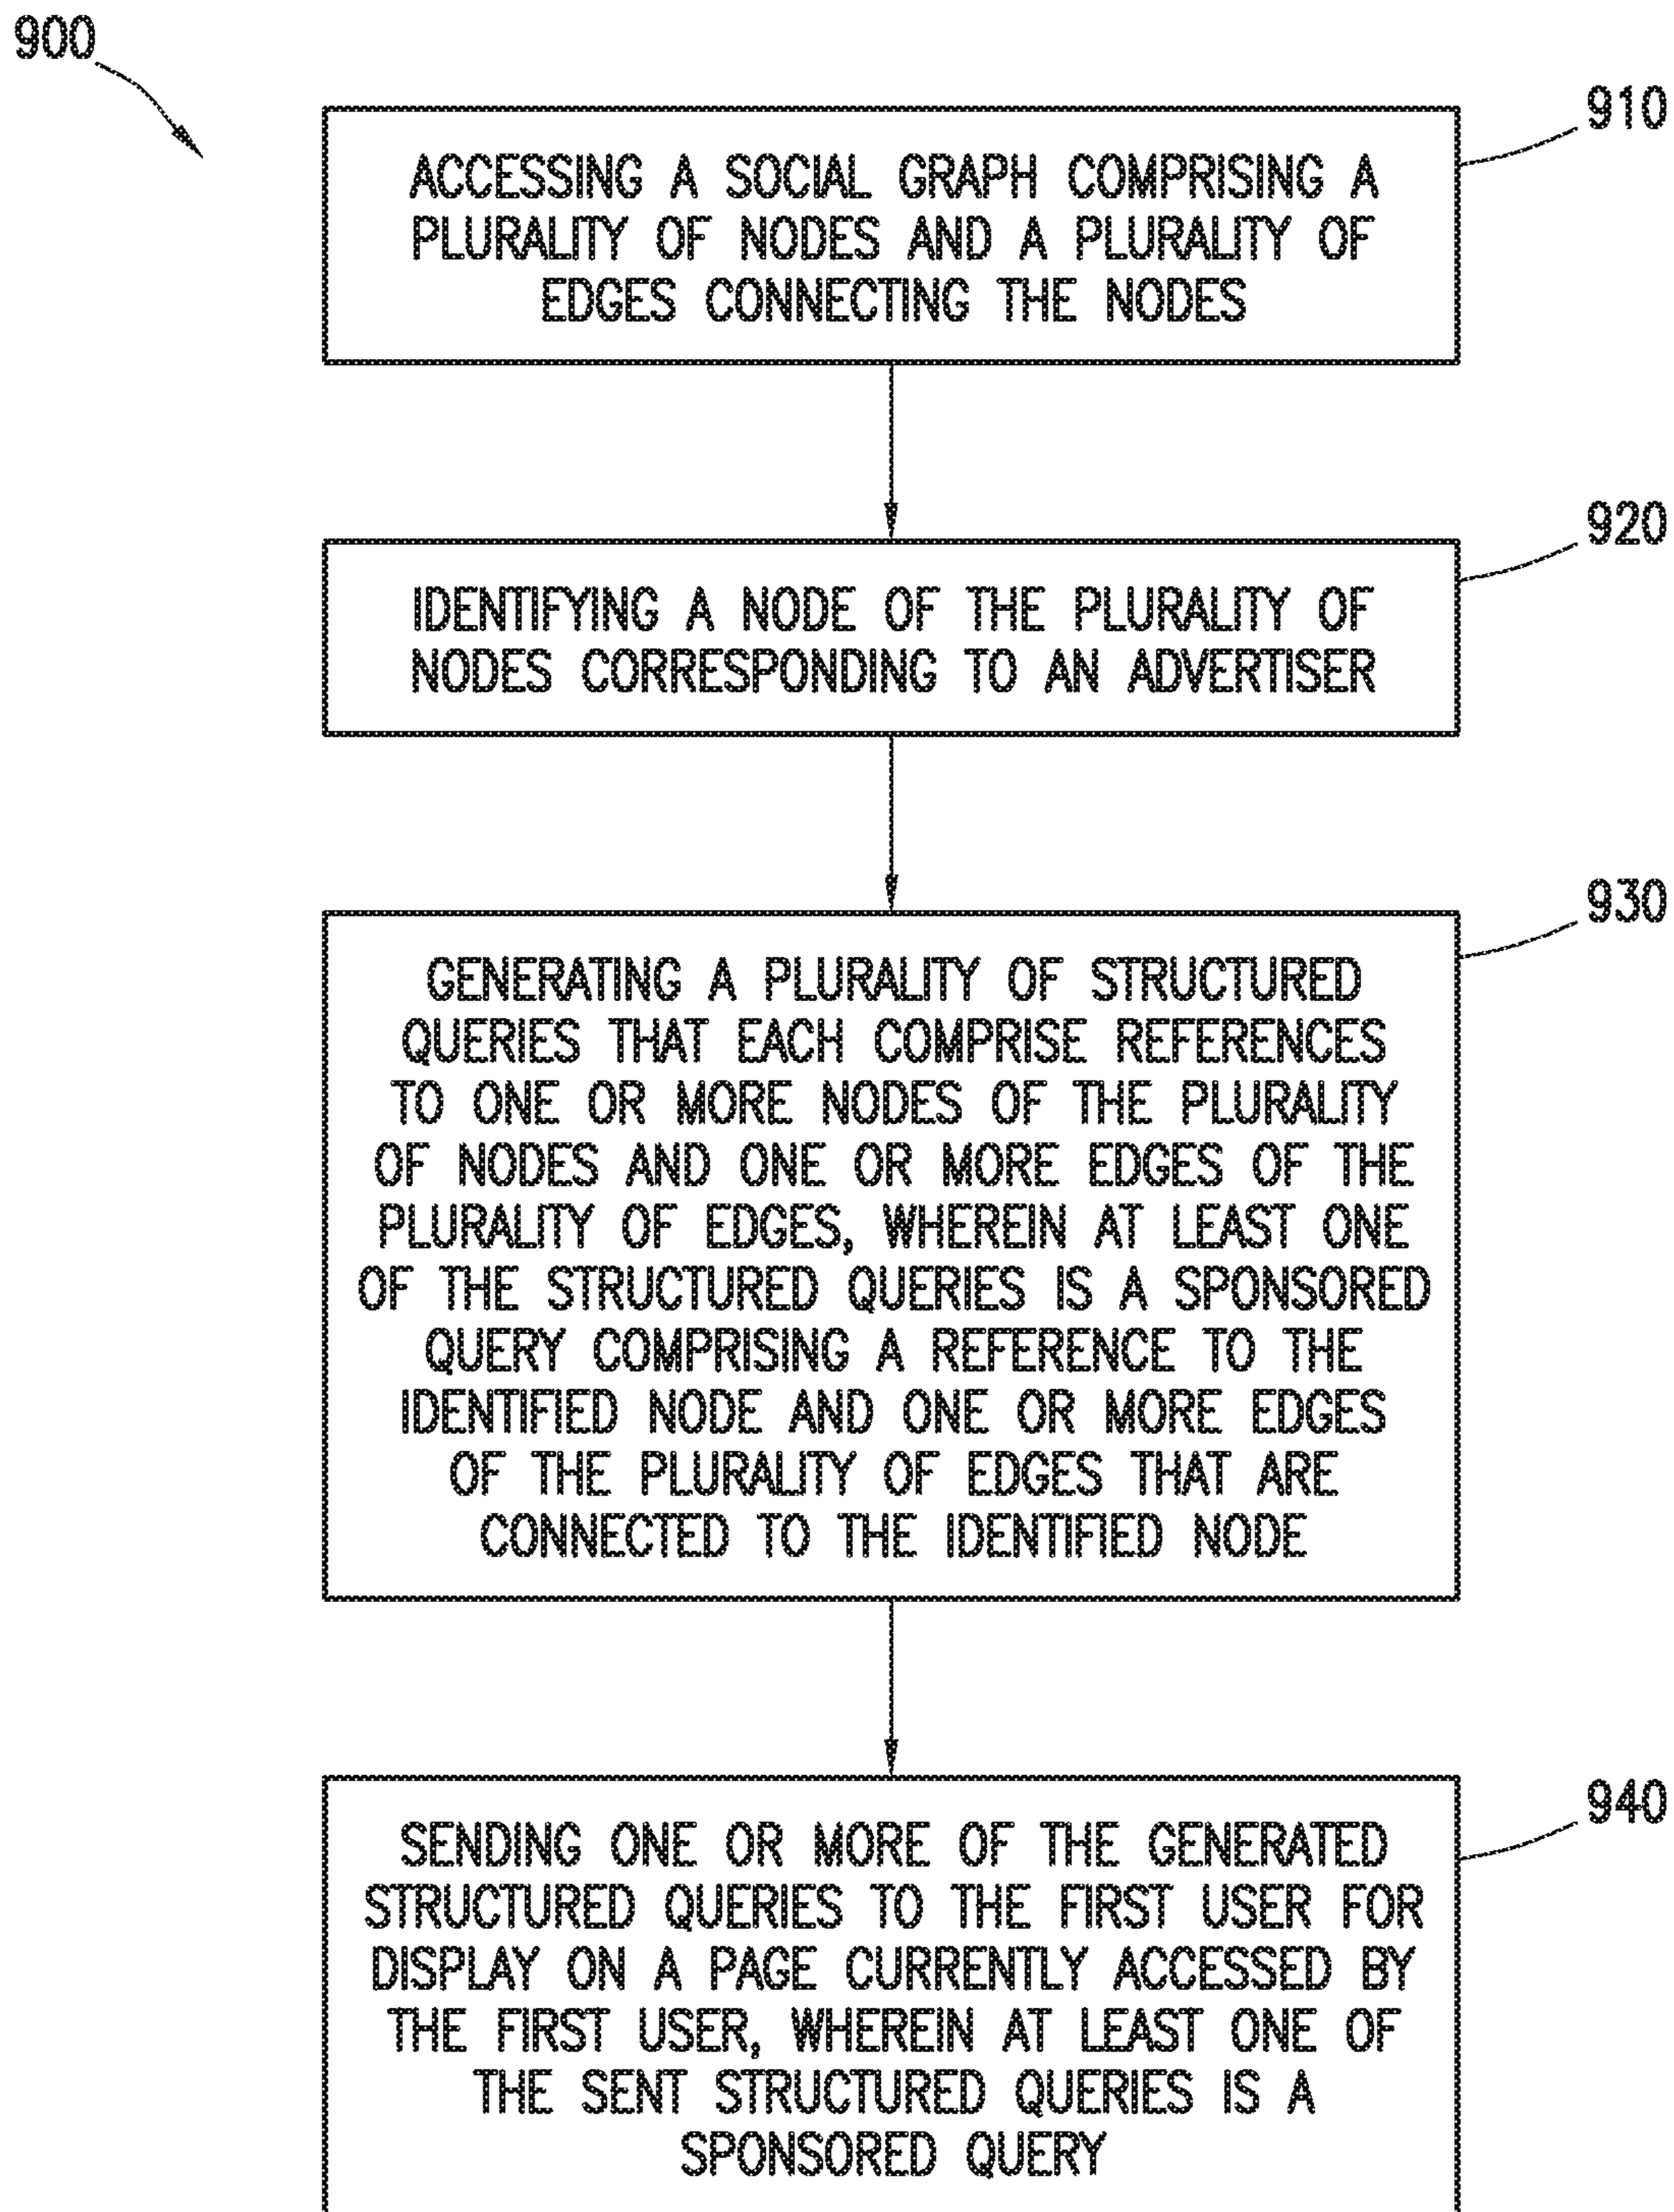 900
910
ACCESSING A SOCIAL GRAPH COMPRISING A
PLURALITY OF NODES AND A PLURALITY OF
EDGES CONNECTING THE NODES
920
IDENTIFYING A NODE OF THE PLURALITY OF
NODES CORRESPONDING TO AN ADVERTISER
930
GENERATING A PLURALITY OF STRUCTURED
QUERIES THAT EACH COMPRISE REFERENCES
TO ONE OR MORE NODES OF THE PLURALITY
OF NODES AND ONE OR MORE EDGES OF THE
PLURALITY OF EDGES, WHEREIN AT LEAST ONE
OF THE STRUCTURED QUERIES IS A SPONSORED
QUERY COMPRISING A REFERENCE TO THE
IDENTIFIED NODE AND ONE OR MORE EDGES
OF THE PLURALITY OF EDGES THAT ARE
CONNECTED TO THE IDENTIFIED NODE
940
SENDING ONE OR MORE OF THE GENERATED
STRUCTURED QUERIES TO THE FIRST USER FOR
DISPLAY ON A PAGE CURRENTLY ACCESSED BY
THE FIRST USER, WHEREIN AT LEAST ONE OF
THE SENT STRUCTURED QUERIES IS A
SPONSORED QUERY